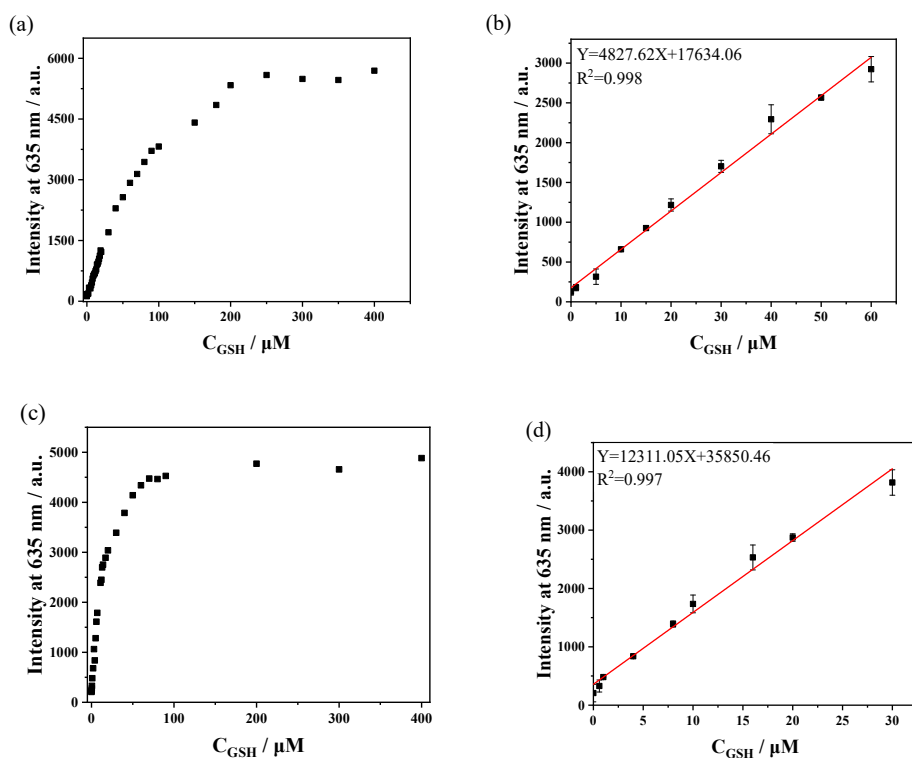 (a)
Intensity at 635 nm / a.u.
6000
4500
3000
1500
0
0 100 200 300 400
C_GSH / μM
(b)
Y=4827.62X+17634.06
R²=0.998
Intensity at 635 nm / a.u.
3000
2500
2000
1500
1000
500
0
0 10 20 30 40 50 60
C_GSH / μM
(c)
Intensity at 635 nm / a.u.
5000
4000
3000
2000
1000
0
0 100 200 300 400
C_GSH / μM
(d)
Y=12311.05X+35850.46
R²=0.997
Intensity at 635 nm / a.u.
4000
3000
2000
1000
0
0 5 10 15 20 25 30
C_GSH / μM